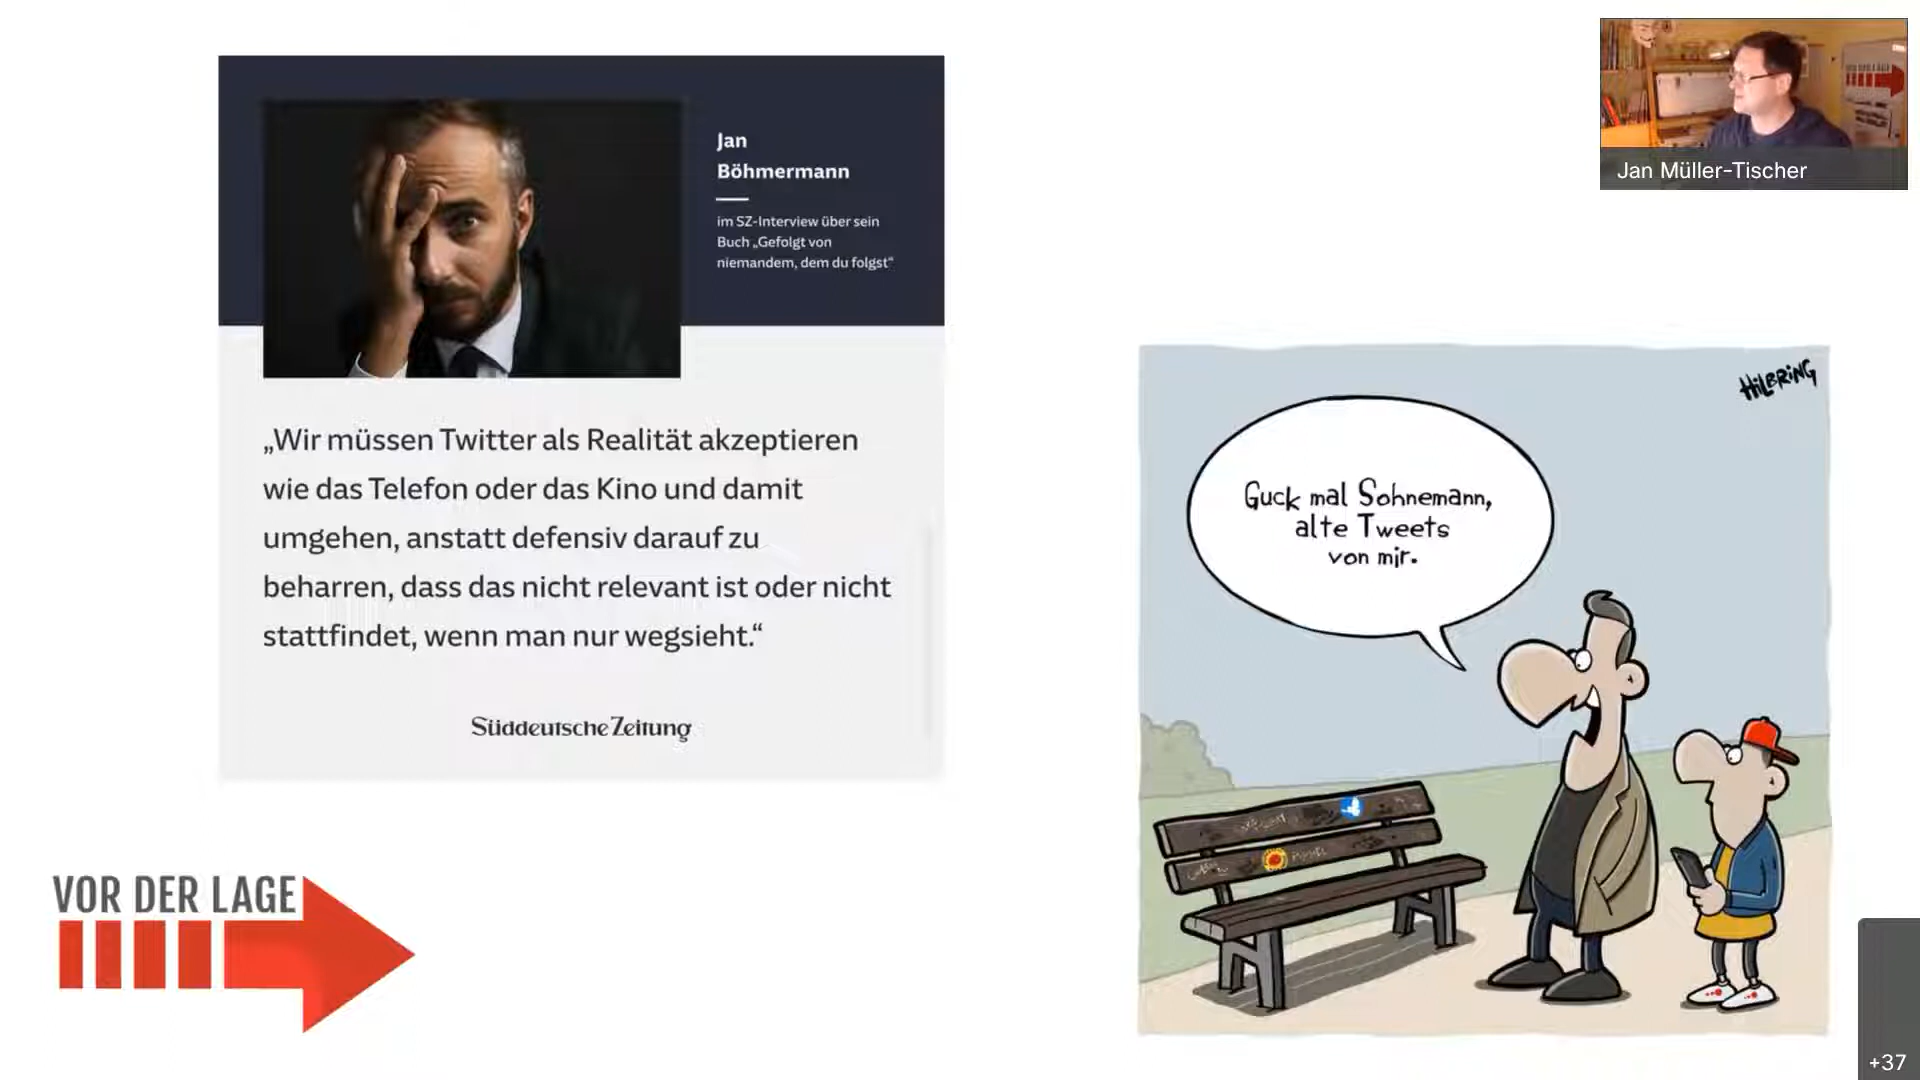 Jan
Böhmermann
im SZ-Interview über sein
Buch „Gefolgt von
niemandem, dem du folgst“
„Wir müssen Twitter als Realität akzeptieren
wie das Telefon oder das Kino und damit
umgehen, anstatt defensiv darauf zu
beharren, dass das nicht relevant ist oder nicht
stattfindet, wenn man nur wegsieht.“
Süddeutsche Zeitung
Jan Müller-Tischer
HILBRING
Guck mal Sohnemann,
alte Tweets
von mir.
VOR DER LAGE
+37